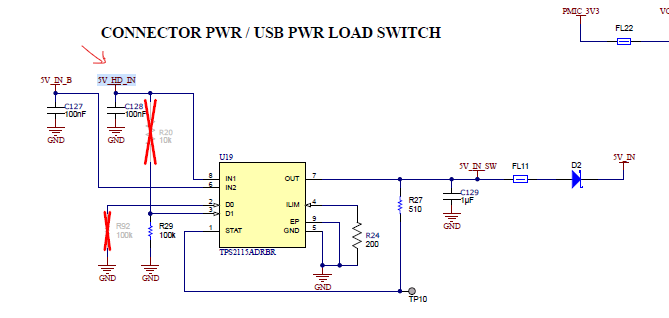 CONNECTOR PWR / USB PWR LOAD SWITCH
PMIC_3V3
FL22
5V_IN_B
5V_HD_IN
C127
100nF
C128
100nF
R20
10k
GND
GND
U19
8
IN1
6
IN2
2
D0
3
D1
1
STAT
OUT
7
ILIM
4
EP
9
GND
5
TPS2115ADRBR
R92
100k
R29
100k
GND
GND
R24
200
GND
R27
510
5V_IN_SW
C129
1µF
GND
FL11
D2
5V_IN
TP10